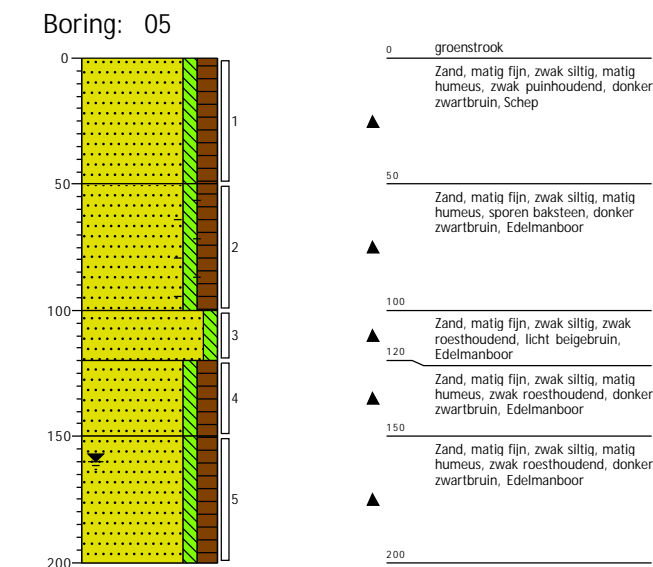 Boring: 05
0
50
100
150
200
1
2
3
4
5
0 groenstrook
Zand, matig fijn, zwak siltig, matig
humeus, zwak puinhoudend, donker
zwartbruin, Schep
50
Zand, matig fijn, zwak siltig, matig
humeus, sporen baksteen, donker
zwartbruin, Edelmanboor
100
Zand, matig fijn, zwak siltig, zwak
roesthoudend, licht beigebruin,
Edelmanboor
120
Zand, matig fijn, zwak siltig, matig
humeus, zwak roesthoudend, donker
zwartbruin, Edelmanboor
150
Zand, matig fijn, zwak siltig, matig
humeus, zwak roesthoudend, donker
zwartbruin, Edelmanboor
200